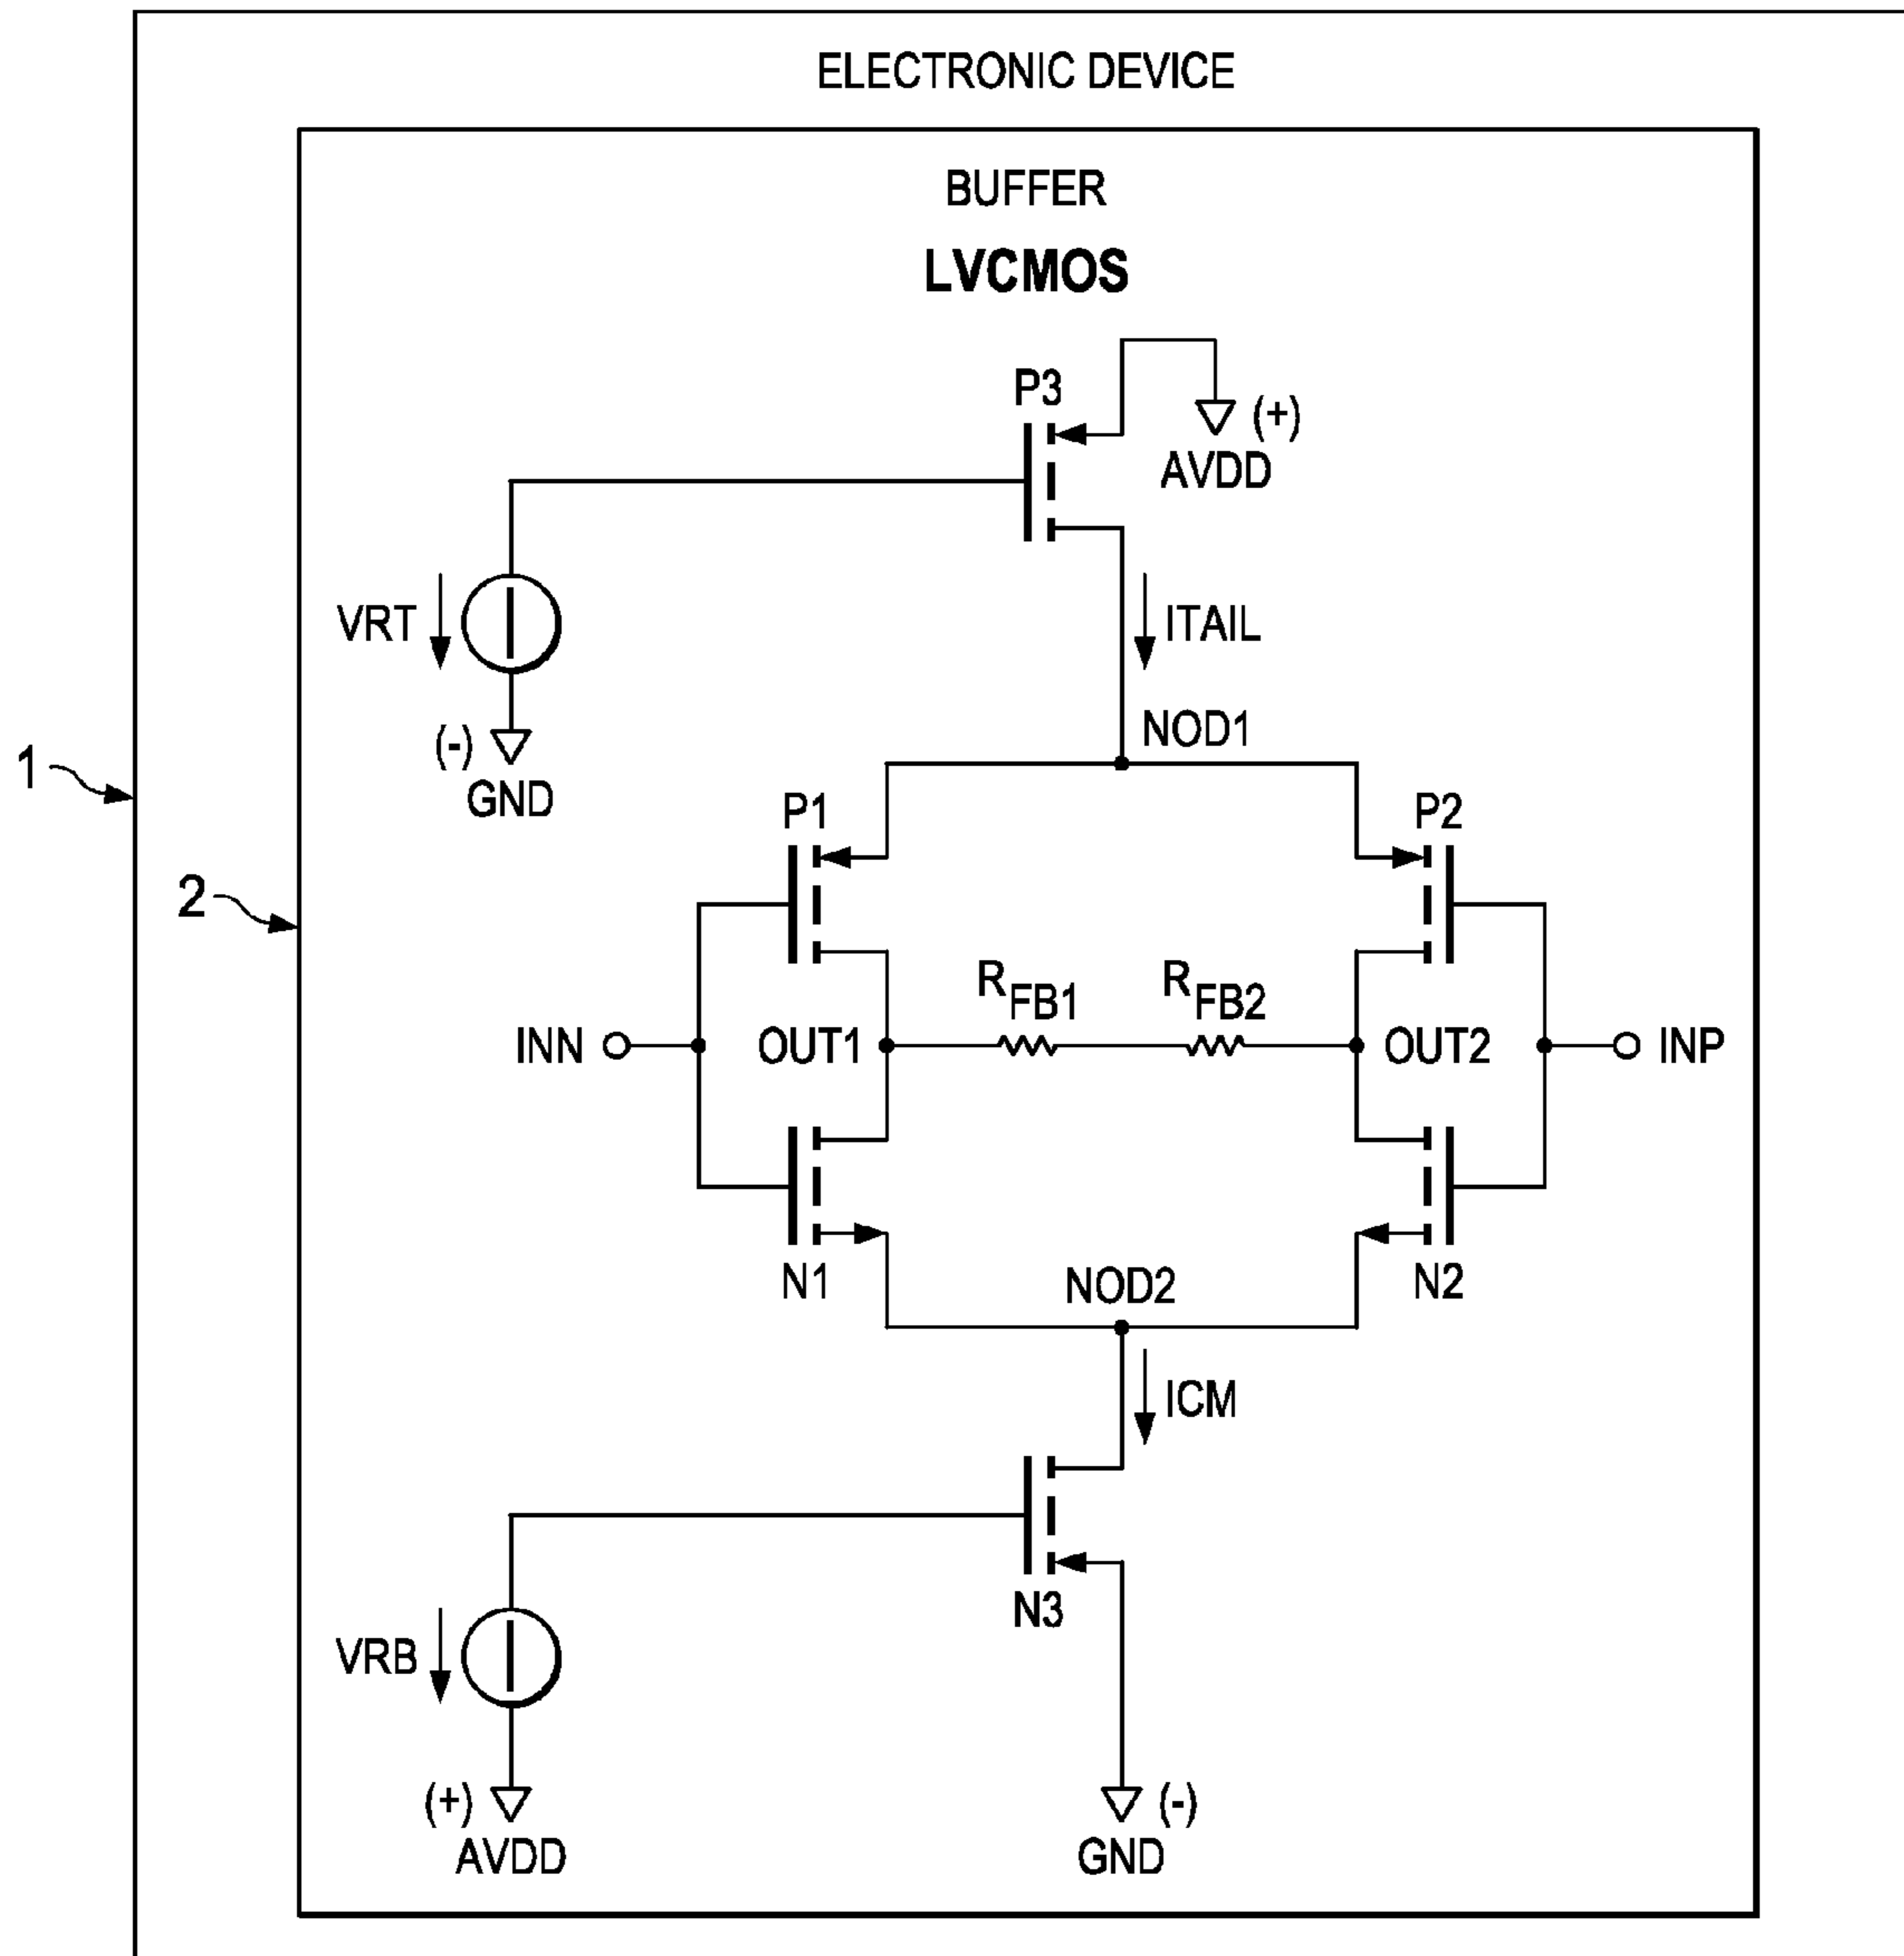 ELECTRONIC DEVICE
BUFFER
LVCMOS
P3
(+)
AVDD
VRT
ITAIL
(-)
GND
NOD1
1
P1
P2
2
RFB1
RFB2
INN
OUT1
OUT2
INP
N1
NOD2
N2
ICM
N3
VRB
(+)
AVDD
(-)
GND